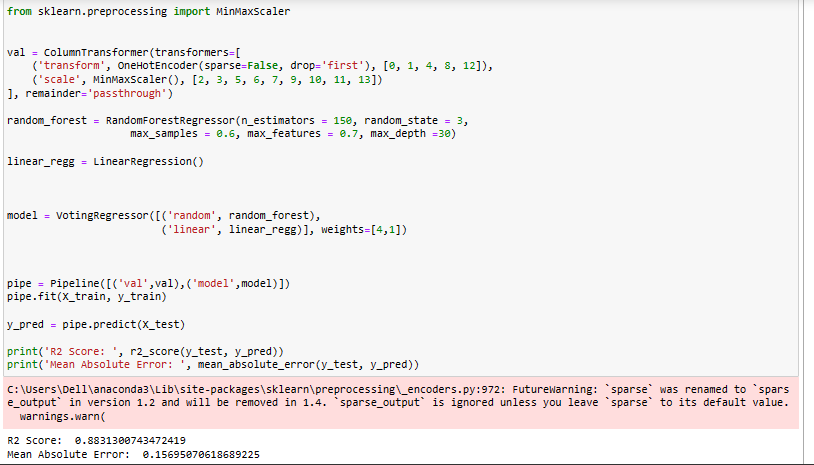 from sklearn.preprocessing import MinMaxScaler
val = ColumnTransformer(transformers=[
    ('transform', OneHotEncoder(sparse=False, drop='first'), [0, 1, 4, 8, 12]),
    ('scale', MinMaxScaler(), [2, 3, 5, 6, 7, 9, 10, 11, 13])
], remainder='passthrough')
random_forest = RandomForestRegressor(n_estimators = 150, random_state = 3,
                  max_samples = 0.6, max_features = 0.7, max_depth =30)
linear_regg = LinearRegression()
model = VotingRegressor([('random', random_forest),
                       ('linear', linear_regg)], weights=[4,1])
pipe = Pipeline([('val',val),('model',model)])
pipe.fit(X_train, y_train)
y_pred = pipe.predict(X_test)
print('R2 Score: ', r2_score(y_test, y_pred))
print('Mean Absolute Error: ', mean_absolute_error(y_test, y_pred))
C:\Users\Dell\anaconda3\Lib\site-packages\sklearn\preprocessing\_encoders.py:972: FutureWarning: `sparse` was renamed to `spars
e_output` in version 1.2 and will be removed in 1.4. `sparse_output` is ignored unless you leave `sparse` to its default value.
  warnings.warn(
R2 Score:  0.8831300743472419
Mean Absolute Error:  0.15695070618689225